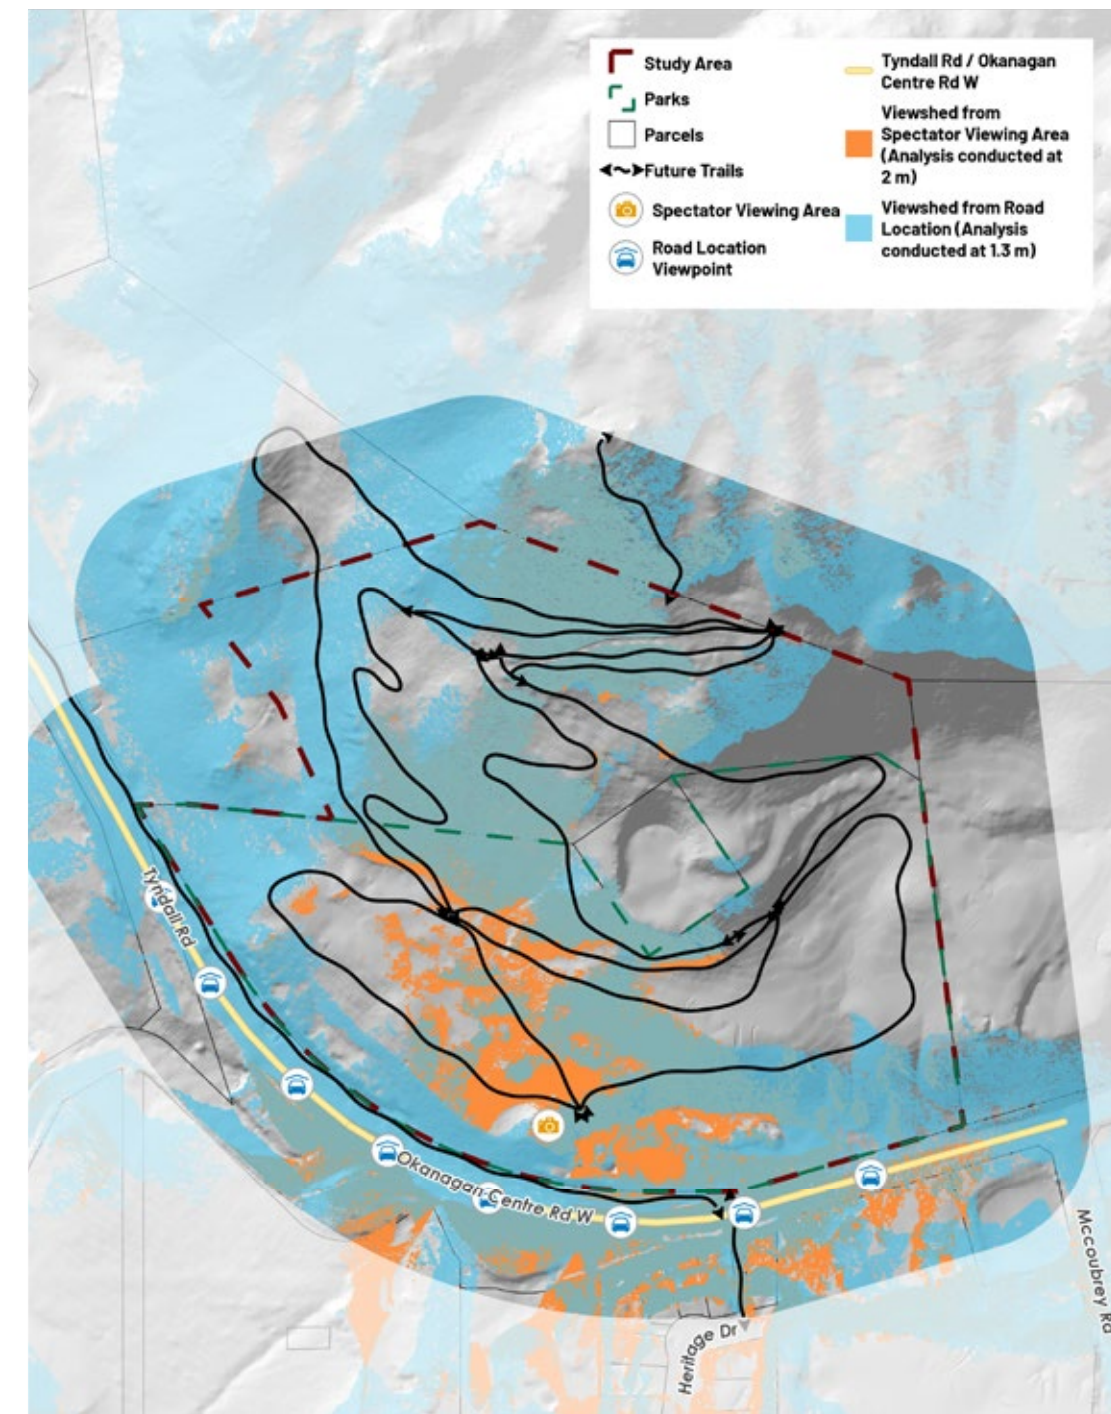 Study Area
Parks
Parcels
Future Trails
Spectator Viewing Area
Road Location
Viewpoint
Tyndall Rd / Okanagan
Centre Rd W
Viewshed from
Spectator Viewing Area
(Analysis conducted at
2 m)
Viewshed from Road
Location (Analysis
conducted at 1.3 m)
Tyndall Rd
Okanagan Centre Rd W
Heritage Dr
Mccoubrey Rd